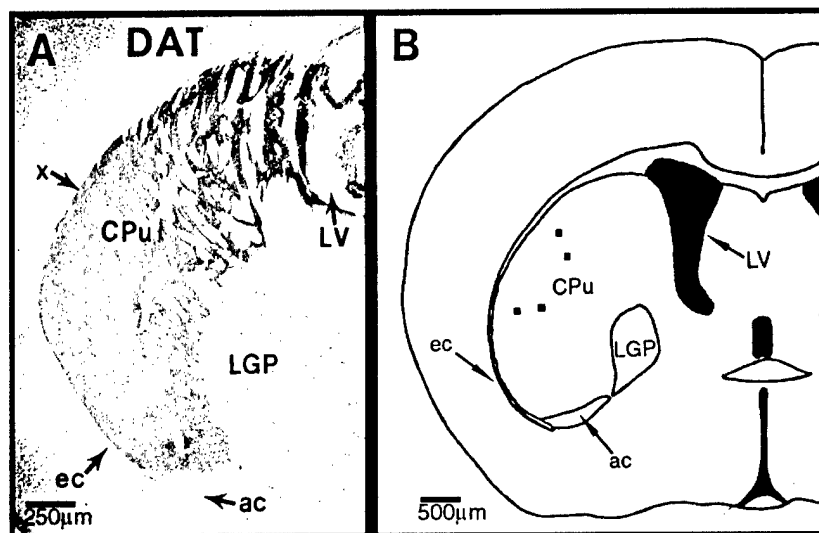 A DAT
x
CPu
LV
LGP
ec
ac
250µm
B
LV
CPu
LGP
ec
ac
500µm